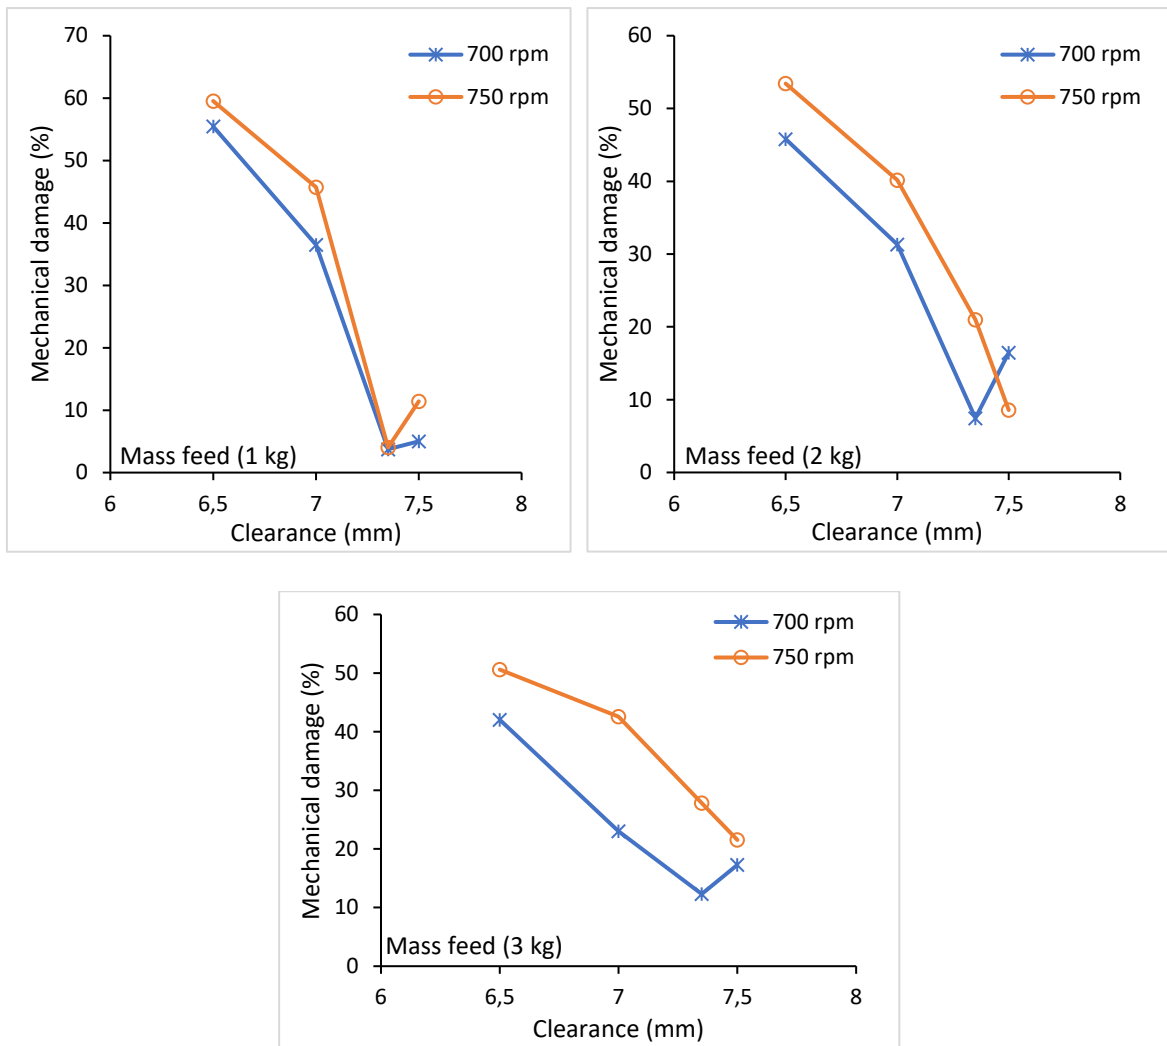 70
60
50
40
30
20
10
0
Mechanical damage (%)
700 rpm
750 rpm
Mass feed (1 kg)
6 6,5 7 7,5 8
Clearance (mm)
60
50
40
30
20
10
0
Mechanical damage (%)
700 rpm
750 rpm
Mass feed (2 kg)
6 6,5 7 7,5 8
Clearance (mm)
60
50
40
30
20
10
0
Mechanical damage (%)
700 rpm
750 rpm
Mass feed (3 kg)
6 6,5 7 7,5 8
Clearance (mm)